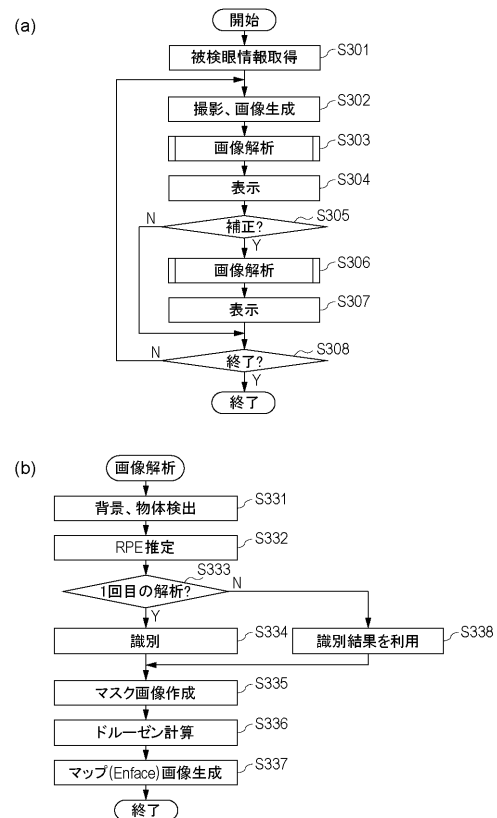 (a)
開始
被検眼情報取得 S301
撮影、画像生成 S302
画像解析 S303
表示 S304
補正? S305
N
Y
画像解析 S306
表示 S307
終了? S308
N
Y
終了
(b)
画像解析
背景、物体検出 S331
RPE推定 S332
1回目の解析? S333
N
Y
識別 S334
識別結果を利用 S338
マスク画像作成 S335
ドルーゼン計算 S336
マップ(Enface)画像生成 S337
終了